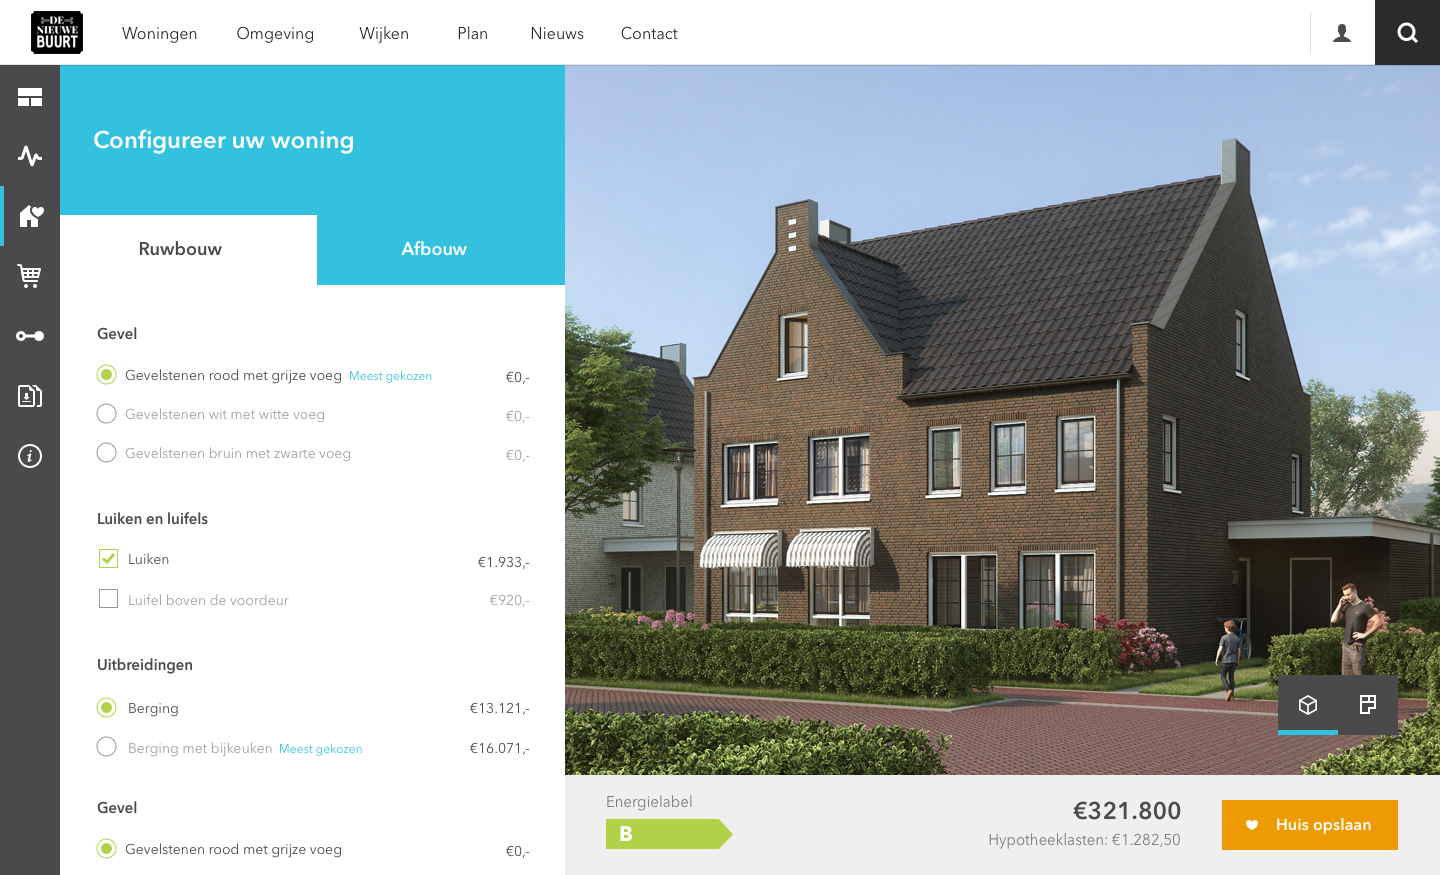 DE
NIEUWE
BUURT
Woningen Omgeving Wijken Plan Nieuws Contact
Configureer uw woning
Ruwbouw Afbouw
Gevel
Gevelstenen rood met grijze voeg Meest gekozen €0,-
Gevelstenen wit met witte voeg €0,-
Gevelstenen bruin met zwarte voeg €0,-
Luiken en luifels
Luiken €1.933,-
Luifel boven de voordeur €920,-
Uitbreidingen
Berging €13.121,-
Berging met bijkeuken Meest gekozen €16.071,-
Gevel
Gevelstenen rood met grijze voeg €0,-
Energielabel
B
€321.800
Hypotheeklasten: €1.282,50
Huis opslaan